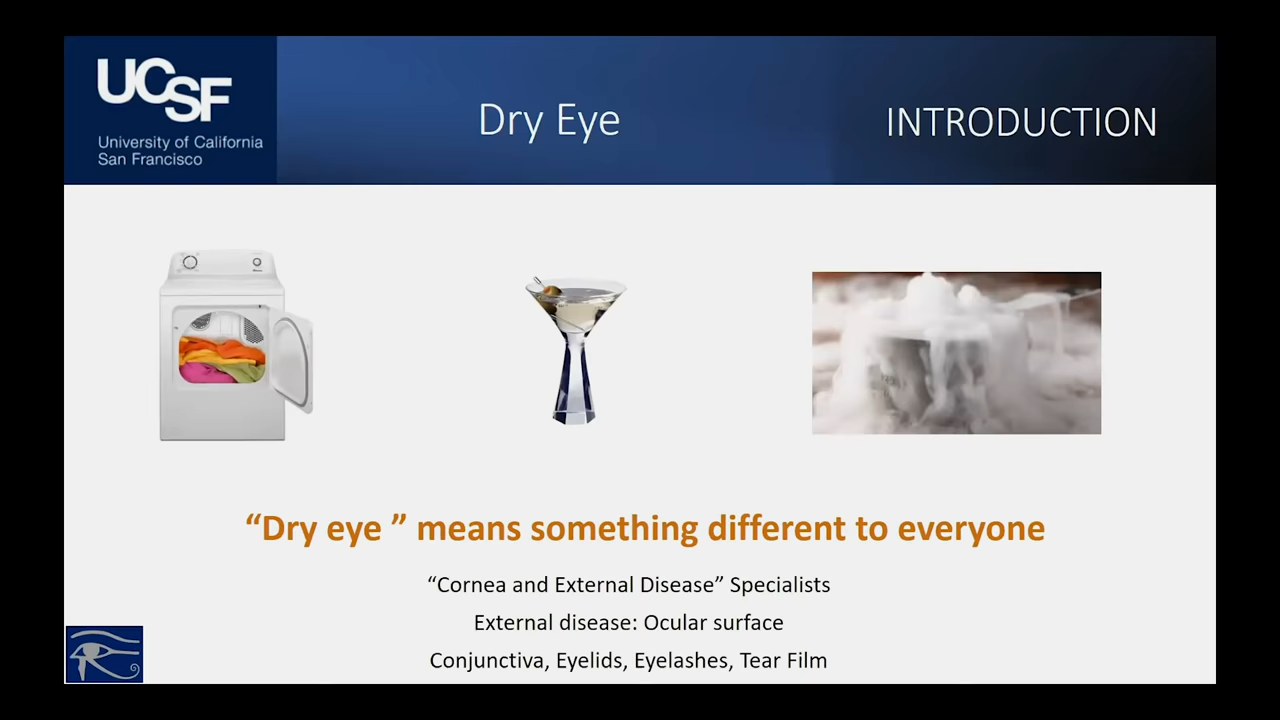 UCSF
University of California
San Francisco
Dry Eye
INTRODUCTION
“Dry eye ” means something different to everyone
“Cornea and External Disease” Specialists
External disease: Ocular surface
Conjunctiva, Eyelids, Eyelashes, Tear Film